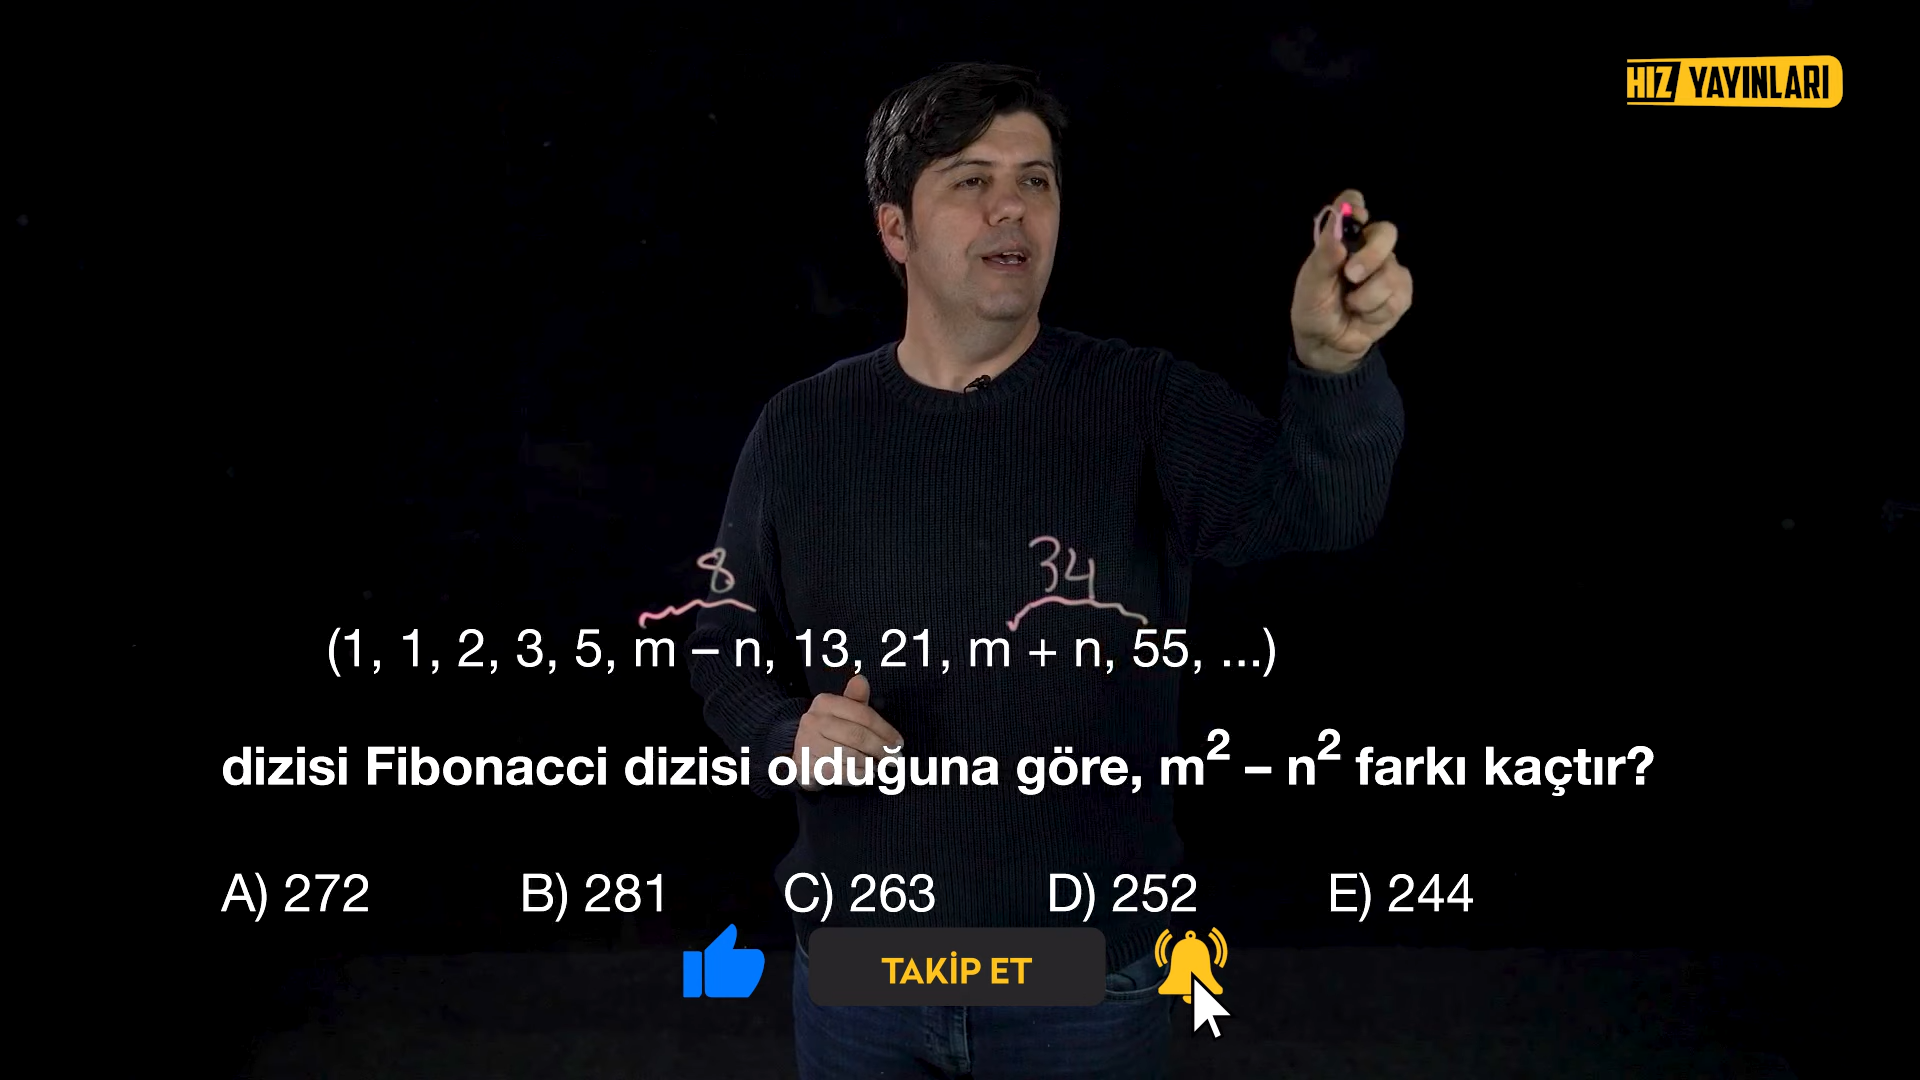 HIZ YAYINLARI
8 34
(1, 1, 2, 3, 5, m – n, 13, 21, m + n, 55, ...)
dizisi Fibonacci dizisi olduğuna göre, m² – n² farkı kaçtır?
A) 272 B) 281 C) 263 D) 252 E) 244
TAKİP ET